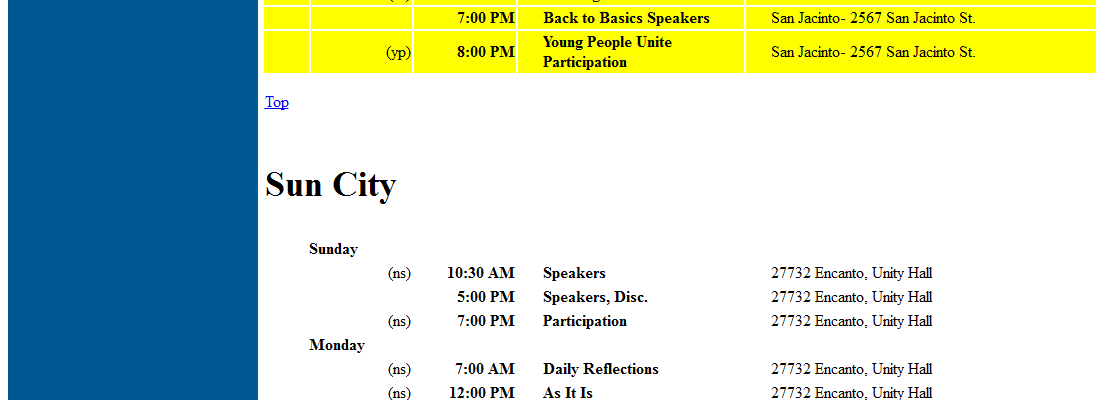 7:00 PM Back to Basics Speakers San Jacinto- 2567 San Jacinto St.
(yp) 8:00 PM Young People Unite Participation San Jacinto- 2567 San Jacinto St.
Top
Sun City
Sunday
(ns) 10:30 AM Speakers 27732 Encanto, Unity Hall
5:00 PM Speakers, Disc. 27732 Encanto, Unity Hall
(ns) 7:00 PM Participation 27732 Encanto, Unity Hall
Monday
(ns) 7:00 AM Daily Reflections 27732 Encanto, Unity Hall
(ns) 12:00 PM As It Is 27732 Encanto, Unity Hall